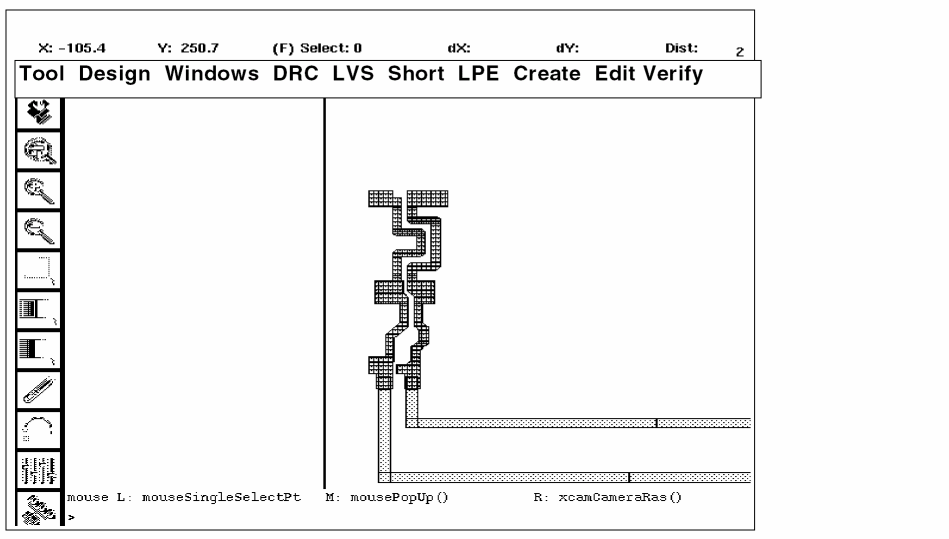 X: -105.4 Y: 250.7 (F) Select: 0 dX: dY: Dist: 2
Tool Design Windows DRC LVS Short LPE Create Edit Verify
mouse L: mouseSingleSelectPt M: mousePopUp() R: xcamCameraRas()
>